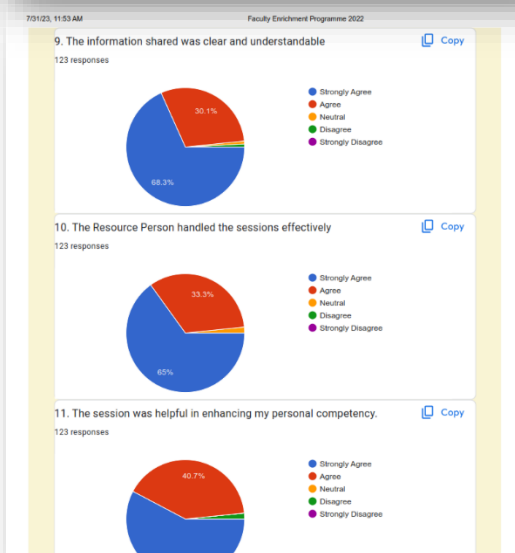 7/31/23, 11:53 AM
Faculty Enrichment Programme 2022
9. The information shared was clear and understandable
Copy
123 responses
Strongly Agree
Agree
Neutral
Disagree
Strongly Disagree
30.1%
68.3%
10. The Resource Person handled the sessions effectively
Copy
123 responses
Strongly Agree
Agree
Neutral
Disagree
Strongly Disagree
33.3%
65%
11. The session was helpful in enhancing my personal competency.
Copy
123 responses
Strongly Agree
Agree
Neutral
Disagree
Strongly Disagree
40.7%